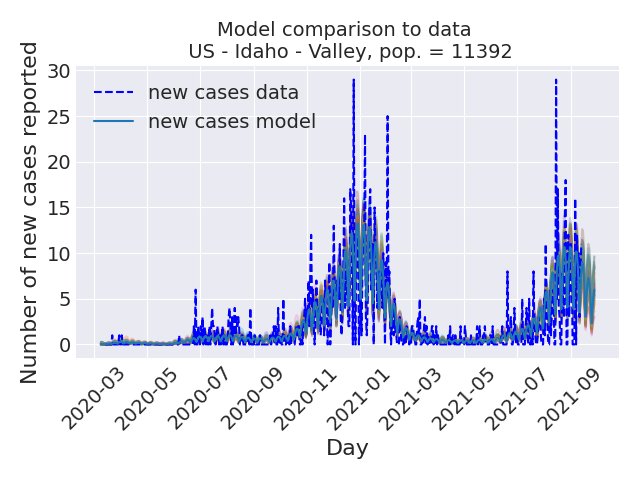 Model comparison to data
US - Idaho - Valley, pop. = 11392
Number of new cases reported
30
25
20
15
10
5
0
new cases data
new cases model
2020-03
2020-05
2020-07
2020-09
2020-11
2021-01
2021-03
2021-05
2021-07
2021-09
Day